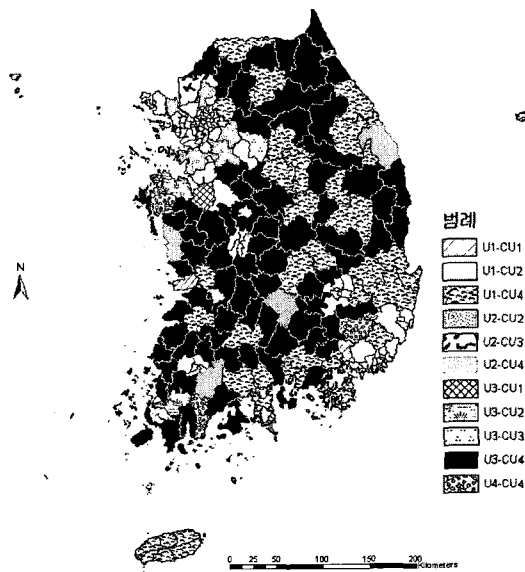 N
범례
U1-CU1
U1-CU2
U1-CU4
U2-CU2
U2-CU3
U2-CU4
U3-CU1
U3-CU2
U3-CU3
U3-CU4
U4-CU4
0 25 50 100 150 200
Kilometers